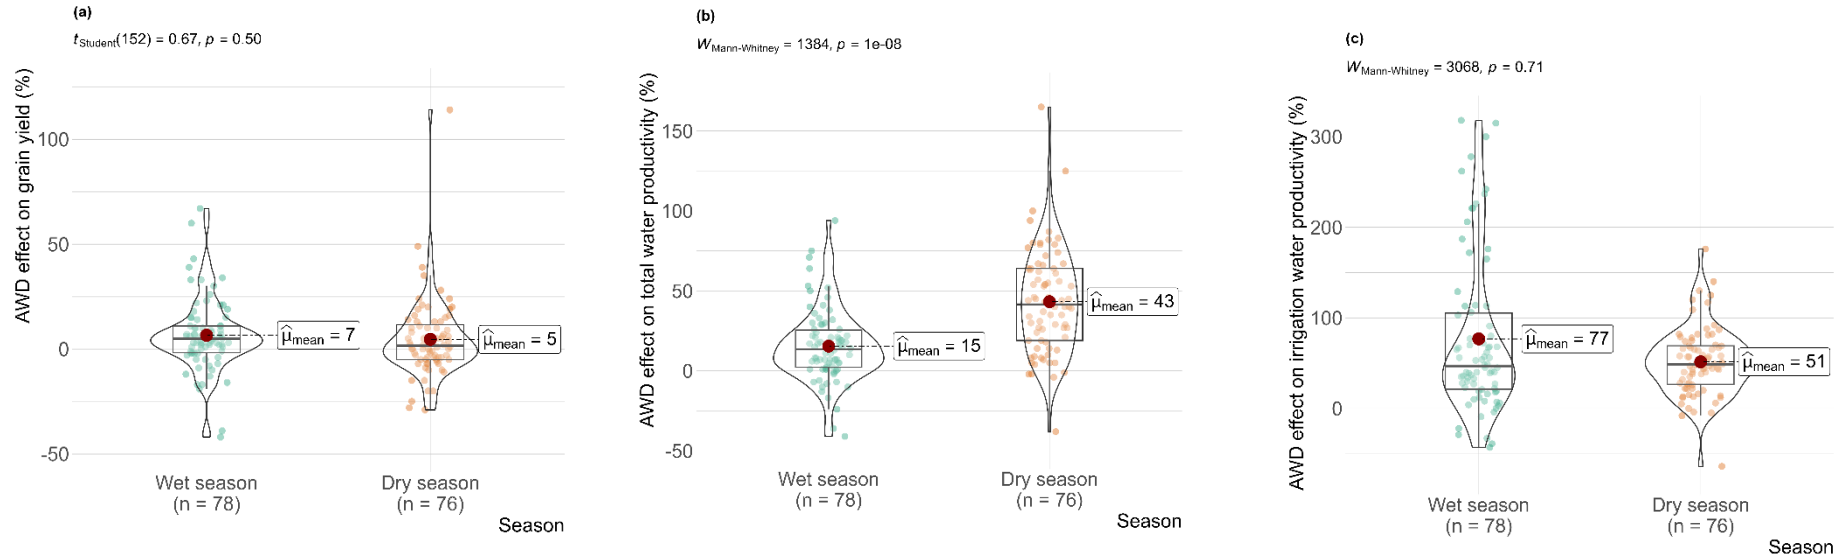 (a)
tStudent(152) = 0.67, p = 0.50
AWD effect on grain yield (%)
100
50
0
-50
μ̂mean = 7
μ̂mean = 5
Wet season
(n = 78)
Dry season
(n = 76)
Season
(b)
WMann-Whitney = 1384, p = 1e-08
AWD effect on total water productivity (%)
150
100
50
0
-50
μ̂mean = 15
μ̂mean = 43
Wet season
(n = 78)
Dry season
(n = 76)
Season
(c)
WMann-Whitney = 3068, p = 0.71
AWD effect on irrigation water productivity (%)
300
200
100
0
μ̂mean = 77
μ̂mean = 51
Wet season
(n = 78)
Dry season
(n = 76)
Season